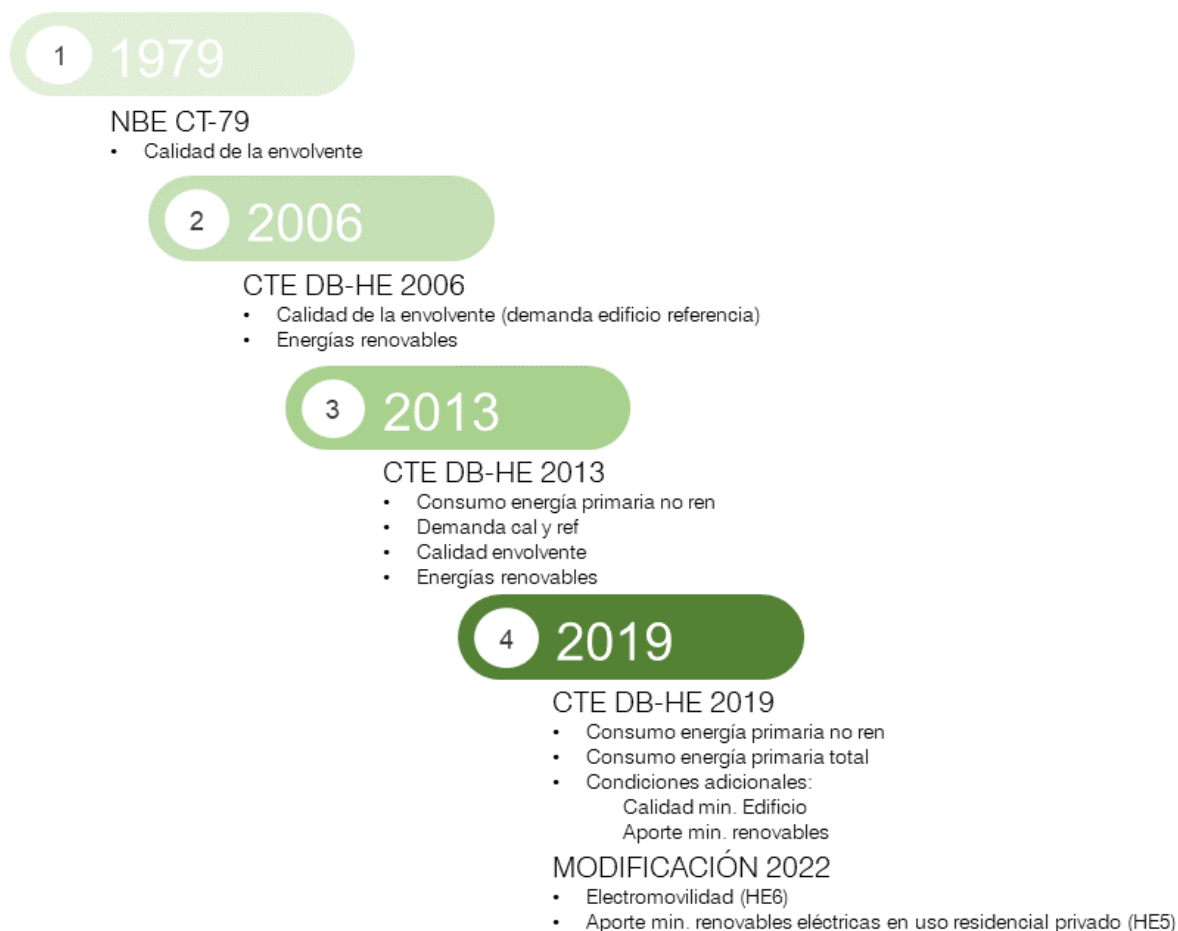 1 1979
NBE CT-79
• Calidad de la envolvente
2 2006
CTE DB-HE 2006
• Calidad de la envolvente (demanda edificio referencia)
• Energías renovables
3 2013
CTE DB-HE 2013
• Consumo energía primaria no ren
• Demanda cal y ref
• Calidad envolvente
• Energías renovables
4 2019
CTE DB-HE 2019
• Consumo energía primaria no ren
• Consumo energía primaria total
• Condiciones adicionales:
Calidad min. Edificio
Aporte min. renovables
MODIFICACIÓN 2022
• Electromovilidad (HE6)
• Aporte min. renovables eléctricas en uso residencial privado (HE5)